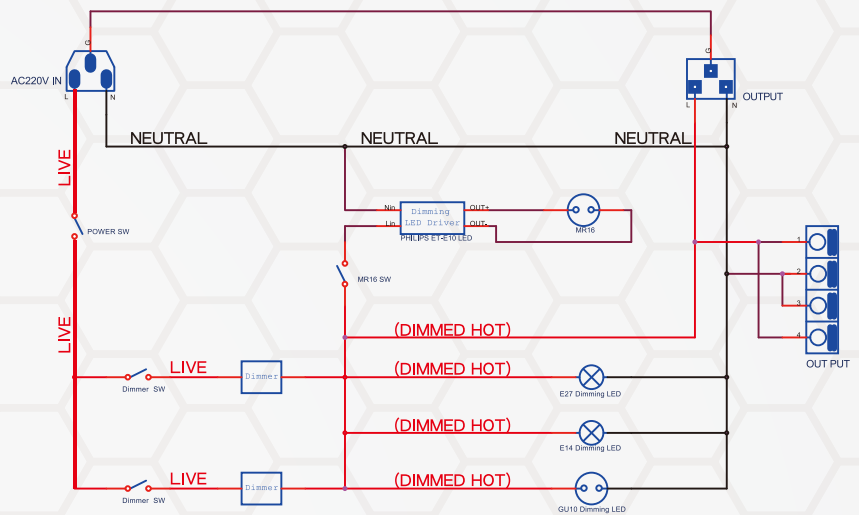 G
G
AC220V IN
L
N
L
N
OUTPUT
NEUTRAL
NEUTRAL
NEUTRAL
LIVE
Nin
Dimming
OUT+
Lin
LED Driver
OUT-
PHILIPS ET-E10 LED
MR16
POWER SW
1
2
3
4
MR16 SW
LIVE
(DIMMED HOT)
OUT PUT
LIVE
(DIMMED HOT)
Dimmer
Dimmer SW
E27 Dimming LED
(DIMMED HOT)
E14 Dimming LED
LIVE
(DIMMED HOT)
Dimmer
Dimmer SW
GU10 Dimming LED